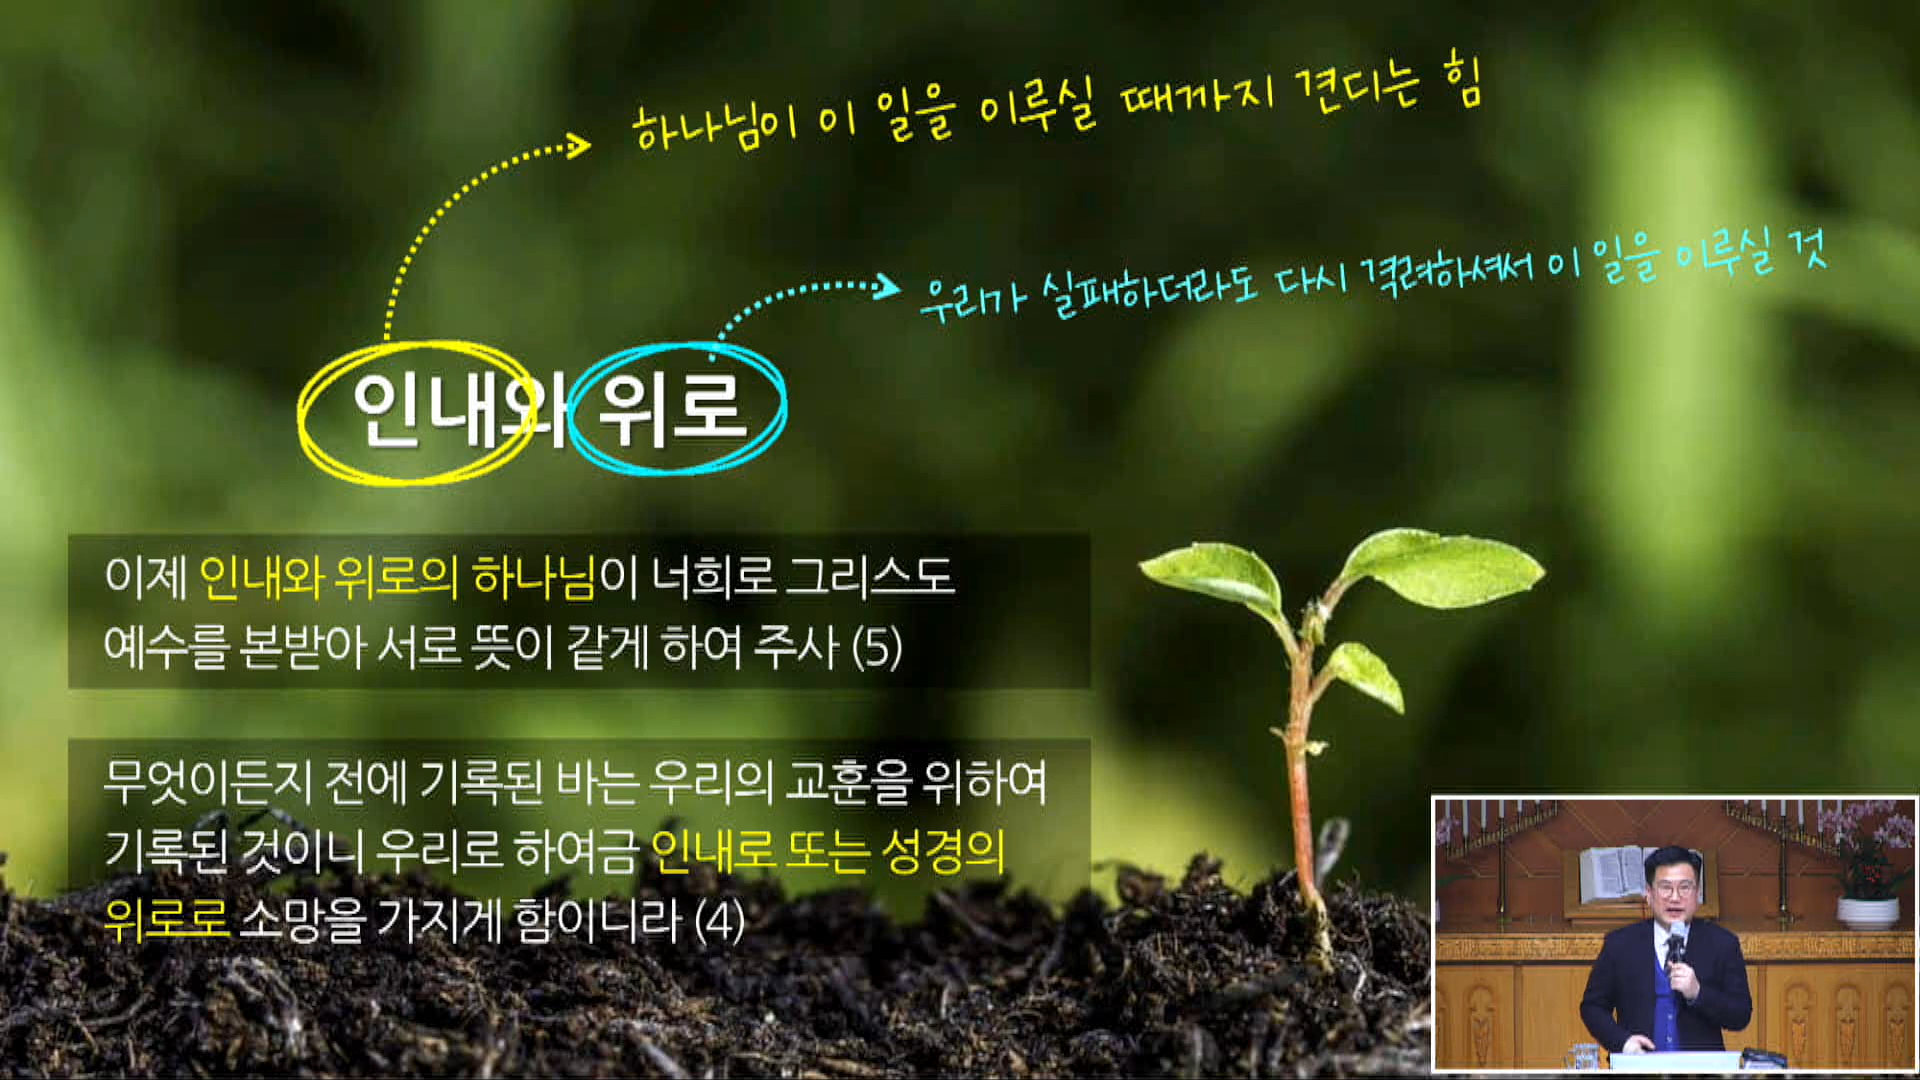 하나님이 이 일을 이루실 때까지 견디는 힘
우리가 실패하더라도 다시 격려하셔서 이 일을 이루실 것
인내와 위로
이제 인내와 위로의 하나님이 너희로 그리스도
예수를 본받아 서로 뜻이 같게 하여 주사 (5)
무엇이든지 전에 기록된 바는 우리의 교훈을 위하여
기록된 것이니 우리로 하여금 인내로 또는 성경의
위로로 소망을 가지게 함이니라 (4)